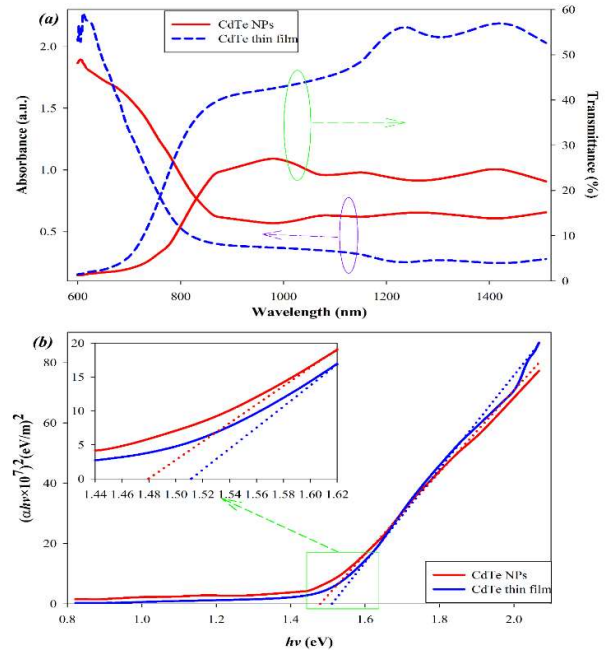 (a)
CdTe NPs
CdTe thin film
Absorbance (a.u.)
2.0
1.5
1.0
0.5
Transmittance (%)
60
50
40
30
20
10
0
600 800 1000 1200 1400
Wavelength (nm)
(b)
(αhν×10⁷)²(eV/m)²
80
60
40
20
0
20
15
10
5
0
1.44 1.46 1.48 1.50 1.52 1.54 1.56 1.58 1.60 1.62
CdTe NPs
CdTe thin film
0.8 1.0 1.2 1.4 1.6 1.8 2.0
hν (eV)